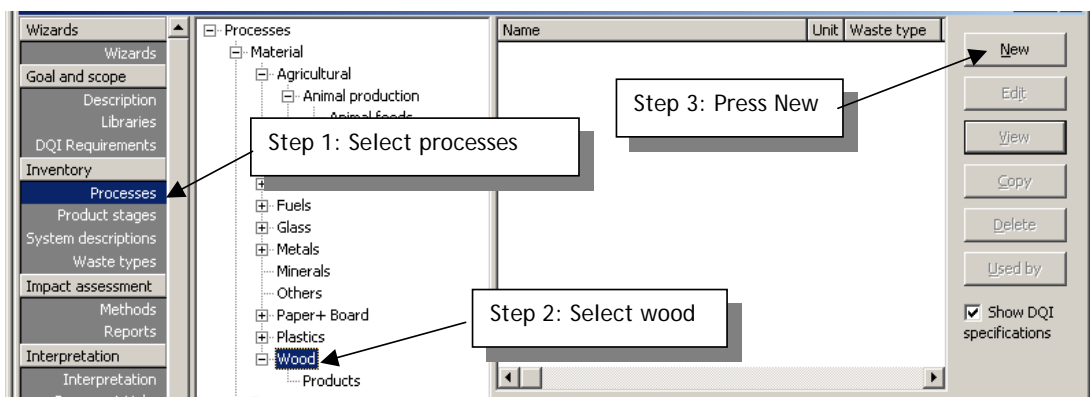 Wizards
Wizards
Goal and scope
Description
Libraries
DQI Requirements
Inventory
Processes
Product stages
System descriptions
Waste types
Impact assessment
Methods
Reports
Interpretation
Interpretation
Processes
Material
Agricultural
Animal production
Animal feeds
Step 1: Select processes
Fuels
Glass
Metals
Minerals
Others
Paper+ Board
Plastics
Wood
Products
Step 2: Select wood
Name Unit Waste type
Step 3: Press New
New
Edit
View
Copy
Delete
Used by
Show DQI
specifications